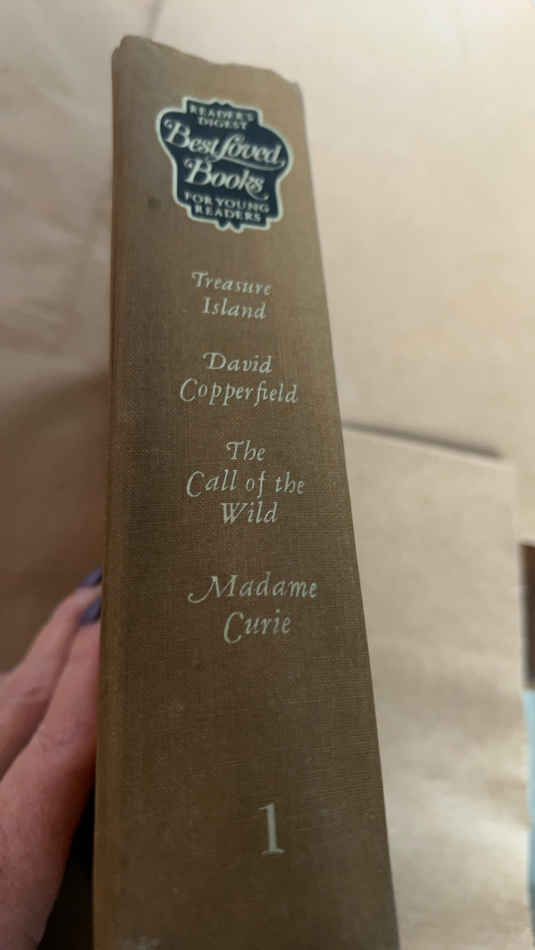 READER'S
DIGEST
Best Loved
Books
FOR YOUNG
READERS
Treasure
Island
David
Copperfield
The
Call of the
Wild
Madame
Curie
1